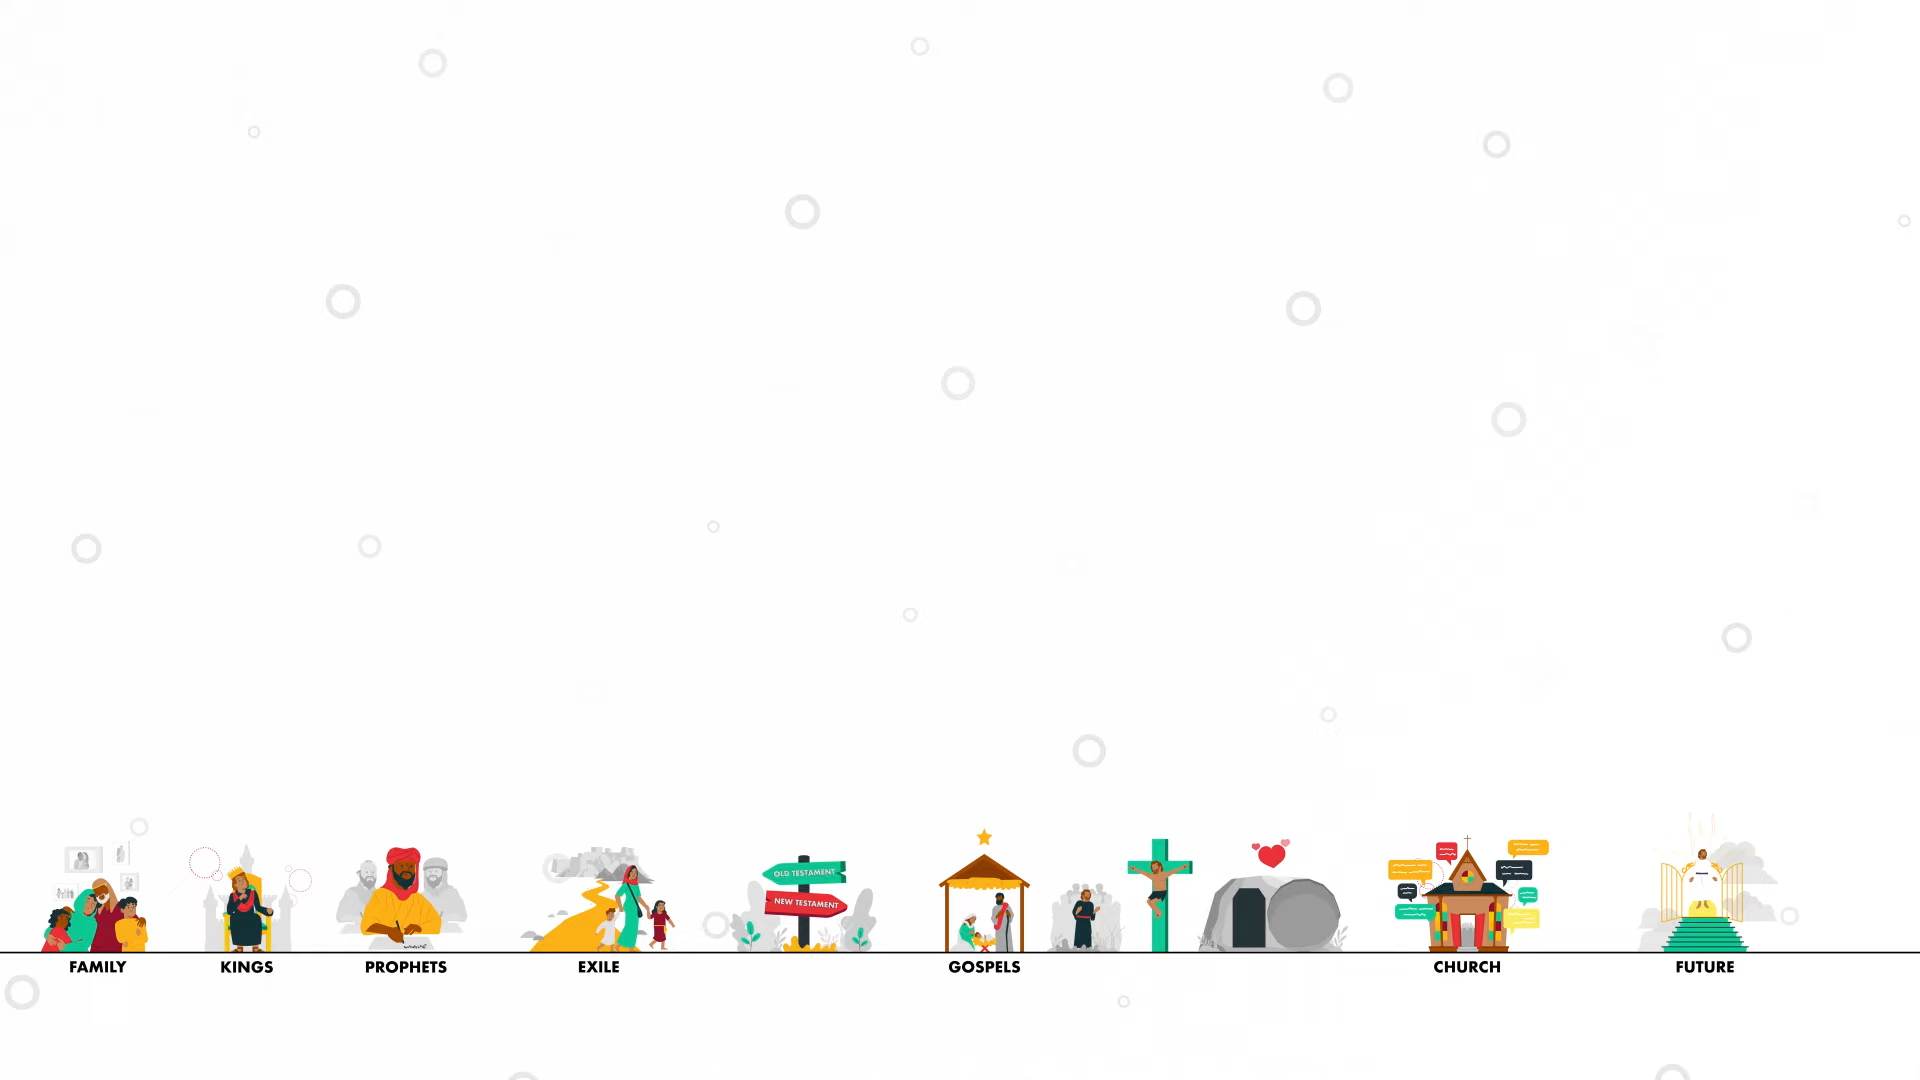 OLD TESTAMENT
NEW TESTAMENT
FAMILY
KINGS
PROPHETS
EXILE
GOSPELS
CHURCH
FUTURE